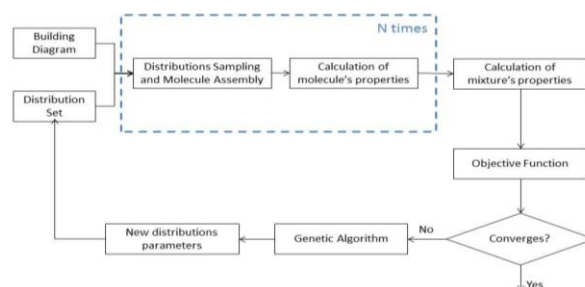 N times
Building
Diagram
Distributions Sampling
and Molecule Assembly
Calculation of
molecule's properties
Calculation of
mixture's properties
Distribution
Set
Objective Function
New distributions
parameters
Genetic Algorithm
No
Converges?
Yes